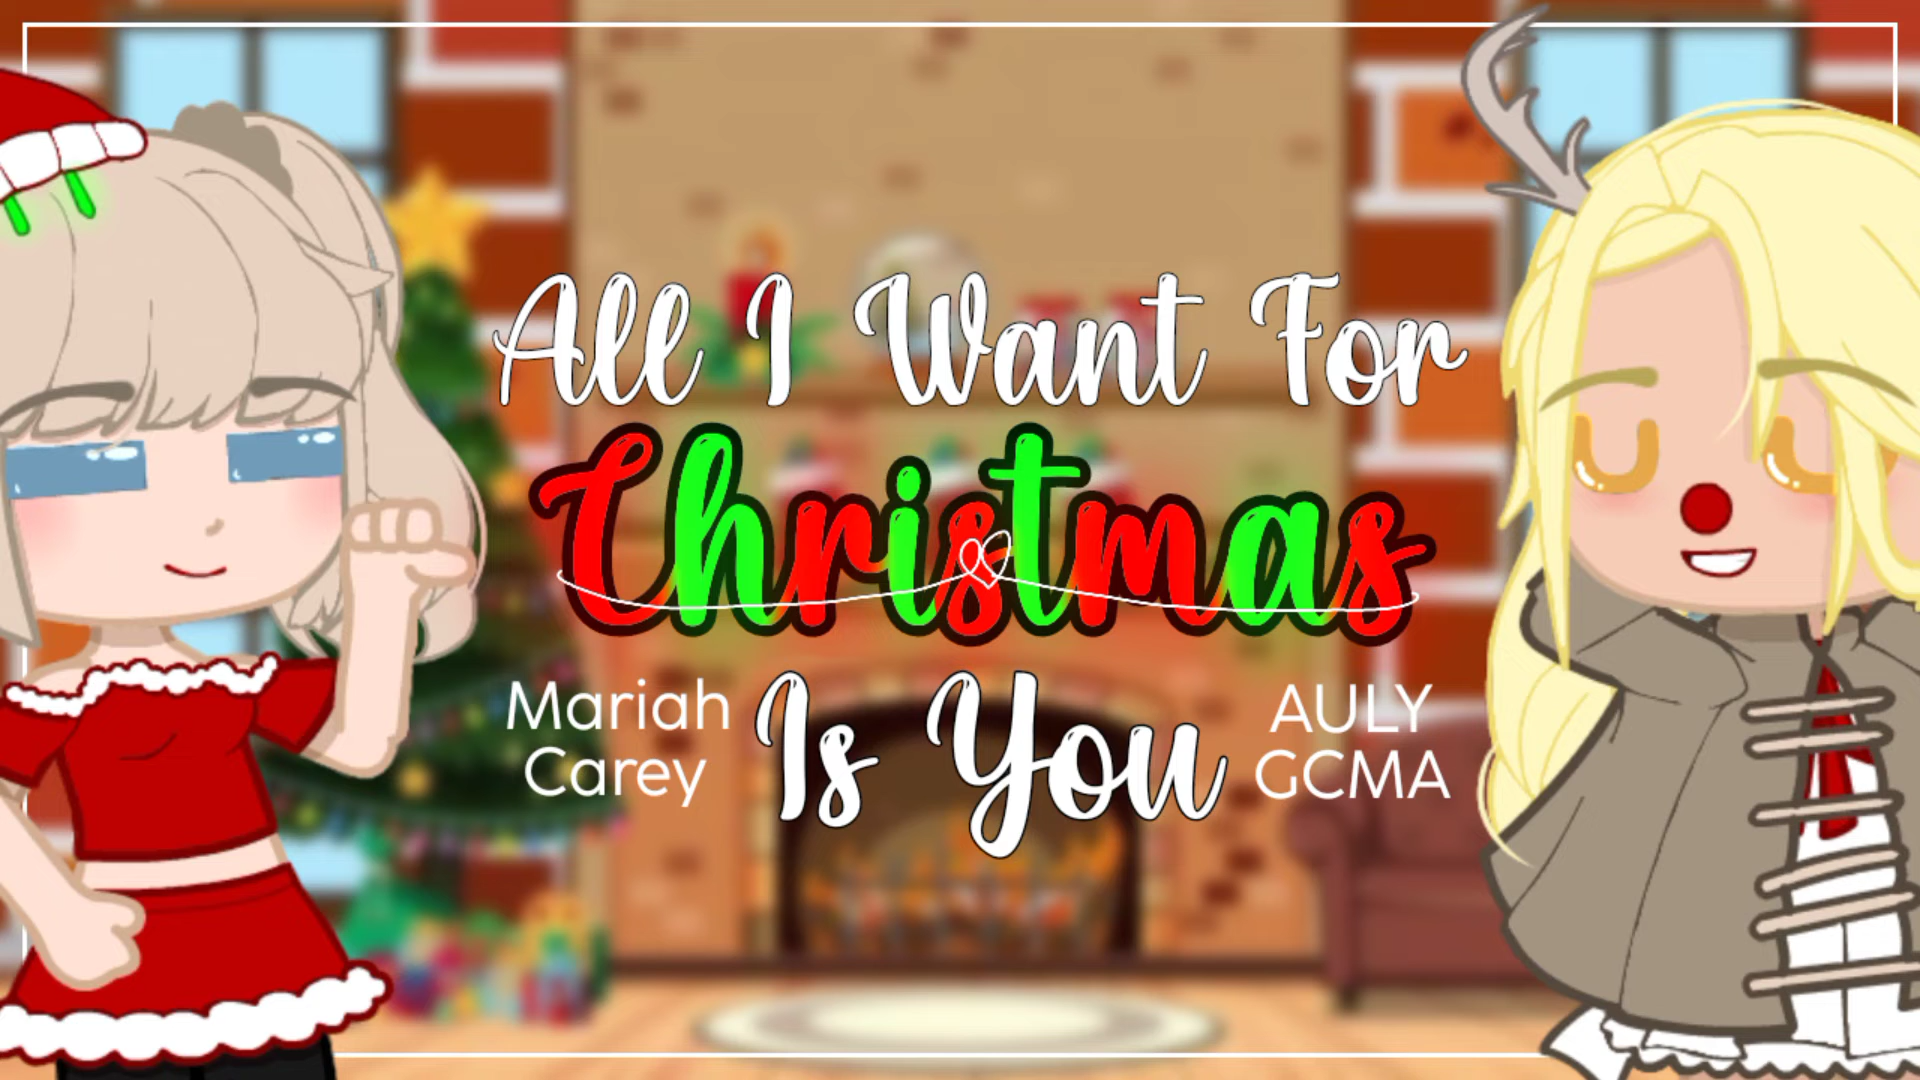 All I Want For
Christmas
Is You
Mariah
Carey
AULY
GCMA